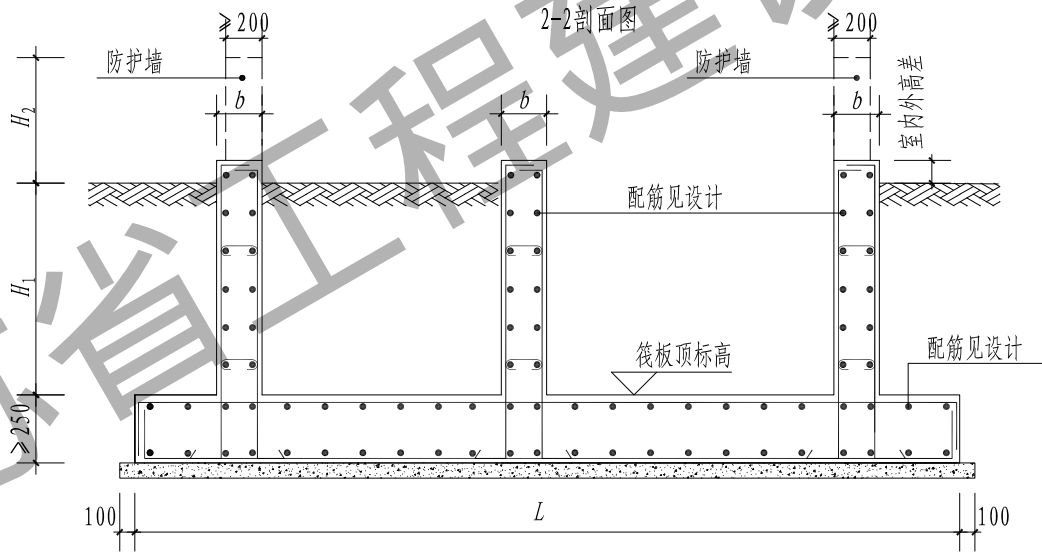 2-2剖面图
≥200
≥200
防护墙
防护墙
b
b
b
室内外高差
H2
配筋见设计
H1
筏板顶标高
配筋见设计
≥250
100
L
100
省工程建